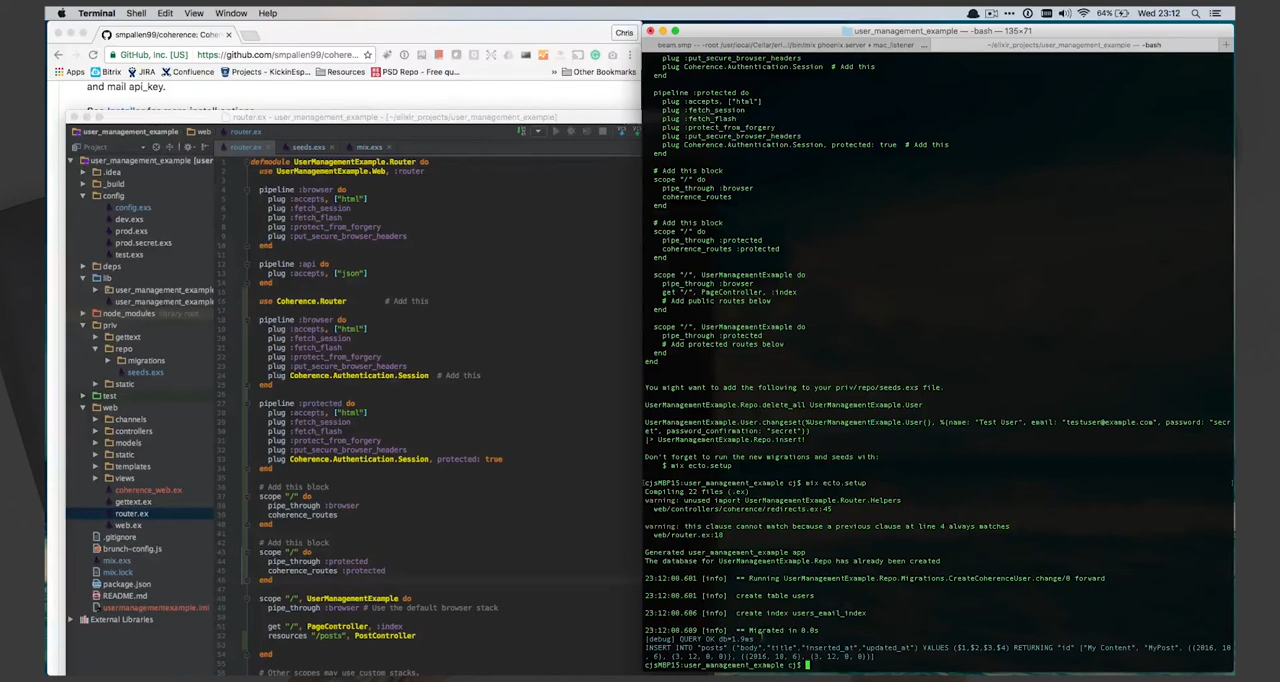 Terminal Shell Edit View Window Help
64% Wed 23:12
smpallen99/coherence: Cohe
Chris
GitHub, Inc. [US] https://github.com/smpallen99/cohere...
Apps Bitrix JIRA Confluence Projects - KickinEsp... Resources PSD Repo - Free qu... » Other Bookmarks
and mail api_key.
router.ex - user_management_example - [~/elixir_projects/user_management_example]
user_management_example web router.ex
Project
router.ex seeds.exs mix.exs
user_management_example [use
.idea
_build
config
config.exs
dev.exs
prod.exs
prod.secret.exs
test.exs
deps
lib
user_management_example
user_management_example
node_modules library root
priv
gettext
repo
migrations
seeds.exs
static
test
web
channels
controllers
models
static
templates
views
coherence_web.ex
gettext.ex
router.ex
web.ex
.gitignore
brunch-config.js
mix.exs
mix.lock
package.json
README.md
usermanagementexample.iml
External Libraries
defmodule UserManagementExample.Router do
use UserManagementExample.Web, :router
pipeline :browser do
plug :accepts, ["html"]
plug :fetch_session
plug :fetch_flash
plug :protect_from_forgery
plug :put_secure_browser_headers
end
pipeline :api do
plug :accepts, ["json"]
end
use Coherence.Router # Add this
pipeline :browser do
plug :accepts, ["html"]
plug :fetch_session
plug :fetch_flash
plug :protect_from_forgery
plug :put_secure_browser_headers
plug Coherence.Authentication.Session # Add this
end
pipeline :protected do
plug :accepts, ["html"]
plug :fetch_session
plug :fetch_flash
plug :protect_from_forgery
plug :put_secure_browser_headers
plug Coherence.Authentication.Session, protected: true
end
# Add this block
scope "/" do
pipe_through :browser
coherence_routes
end
# Add this block
scope "/" do
pipe_through :protected
coherence_routes :protected
end
scope "/", UserManagementExample do
pipe_through :browser # Use the default browser stack
get "/", PageController, :index
resources "/posts", PostController
end
# Other scopes may use custom stacks.
user_management_example — -bash — 135×71
beam.smp -- -root /usr/local/Cellar/erl... /bin/mix phoenix.server + mac_listener ...
~/elixir_projects/user_management_example — -bash
plug :put_secure_browser_headers
plug Coherence.Authentication.Session # Add this
end
pipeline :protected do
plug :accepts, ["html"]
plug :fetch_session
plug :fetch_flash
plug :protect_from_forgery
plug :put_secure_browser_headers
plug Coherence.Authentication.Session, protected: true # Add this
end
# Add this block
scope "/" do
pipe_through :browser
coherence_routes
end
# Add this block
scope "/" do
pipe_through :protected
coherence_routes :protected
end
scope "/", UserManagementExample do
pipe_through :browser
get "/", PageController, :index
# Add public routes below
end
scope "/", UserManagementExample do
pipe_through :protected
# Add protected routes below
end
end
You might want to add the following to your priv/repo/seeds.exs file.
UserManagementExample.Repo.delete_all UserManagementExample.User
UserManagementExample.User.changeset(%UserManagementExample.User{}, %{name: "Test User", email: "testuser@example.com", password: "secr
et", password_confirmation: "secret"})
|> UserManagementExample.Repo.insert!
Don't forget to run the new migrations and seeds with:
$ mix ecto.setup
cjsMBP15:user_management_example cj$ mix ecto.setup
Compiling 22 files (.ex)
warning: unused import UserManagementExample.Router.Helpers
web/controllers/coherence/redirects.ex:45
warning: this clause cannot match because a previous clause at line 4 always matches
web/router.ex:18
Generated user_management_example app
The database for UserManagementExample.Repo has already been created
23:12:00.601 [info] == Running UserManagementExample.Repo.Migrations.CreateCoherenceUser.change/0 forward
23:12:00.601 [info] create table users
23:12:00.606 [info] create index users_email_index
23:12:00.609 [info] == Migrated in 0.0s
[debug] QUERY OK db=1.9ms
INSERT INTO "posts" ("body","title","inserted_at","updated_at") VALUES ($1,$2,$3,$4) RETURNING "id" ["My Content", "MyPost", {{2016, 10
, 6}, {3, 12, 0, 0}}, {{2016, 10, 6}, {3, 12, 0, 0}}]
cjsMBP15:user_management_example cj$